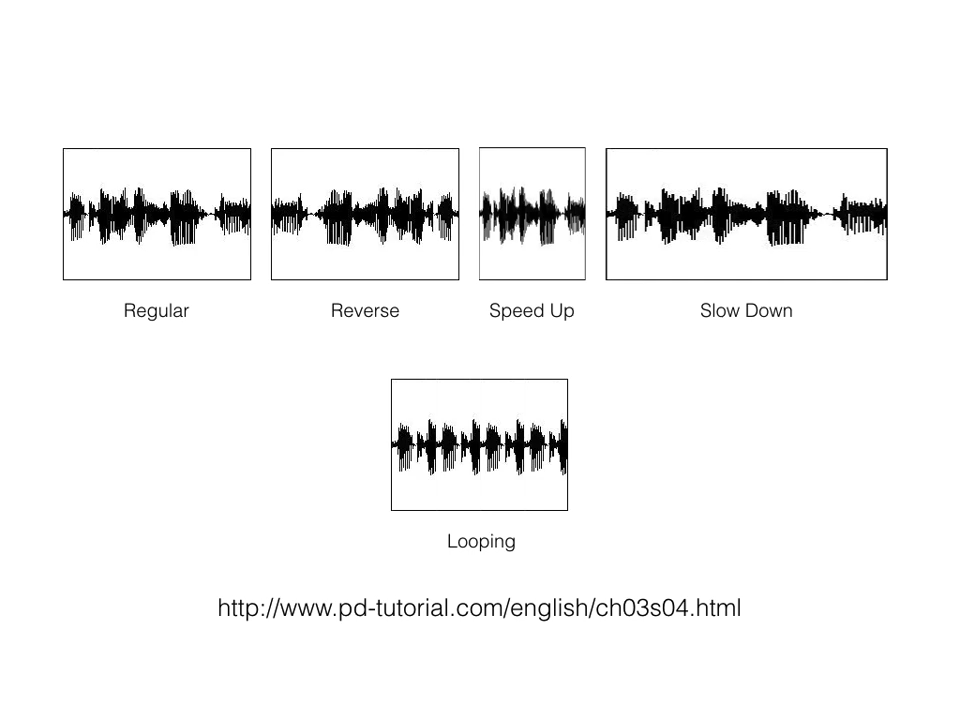 Regular
Reverse
Speed Up
Slow Down
Looping
http://www.pd-tutorial.com/english/ch03s04.html